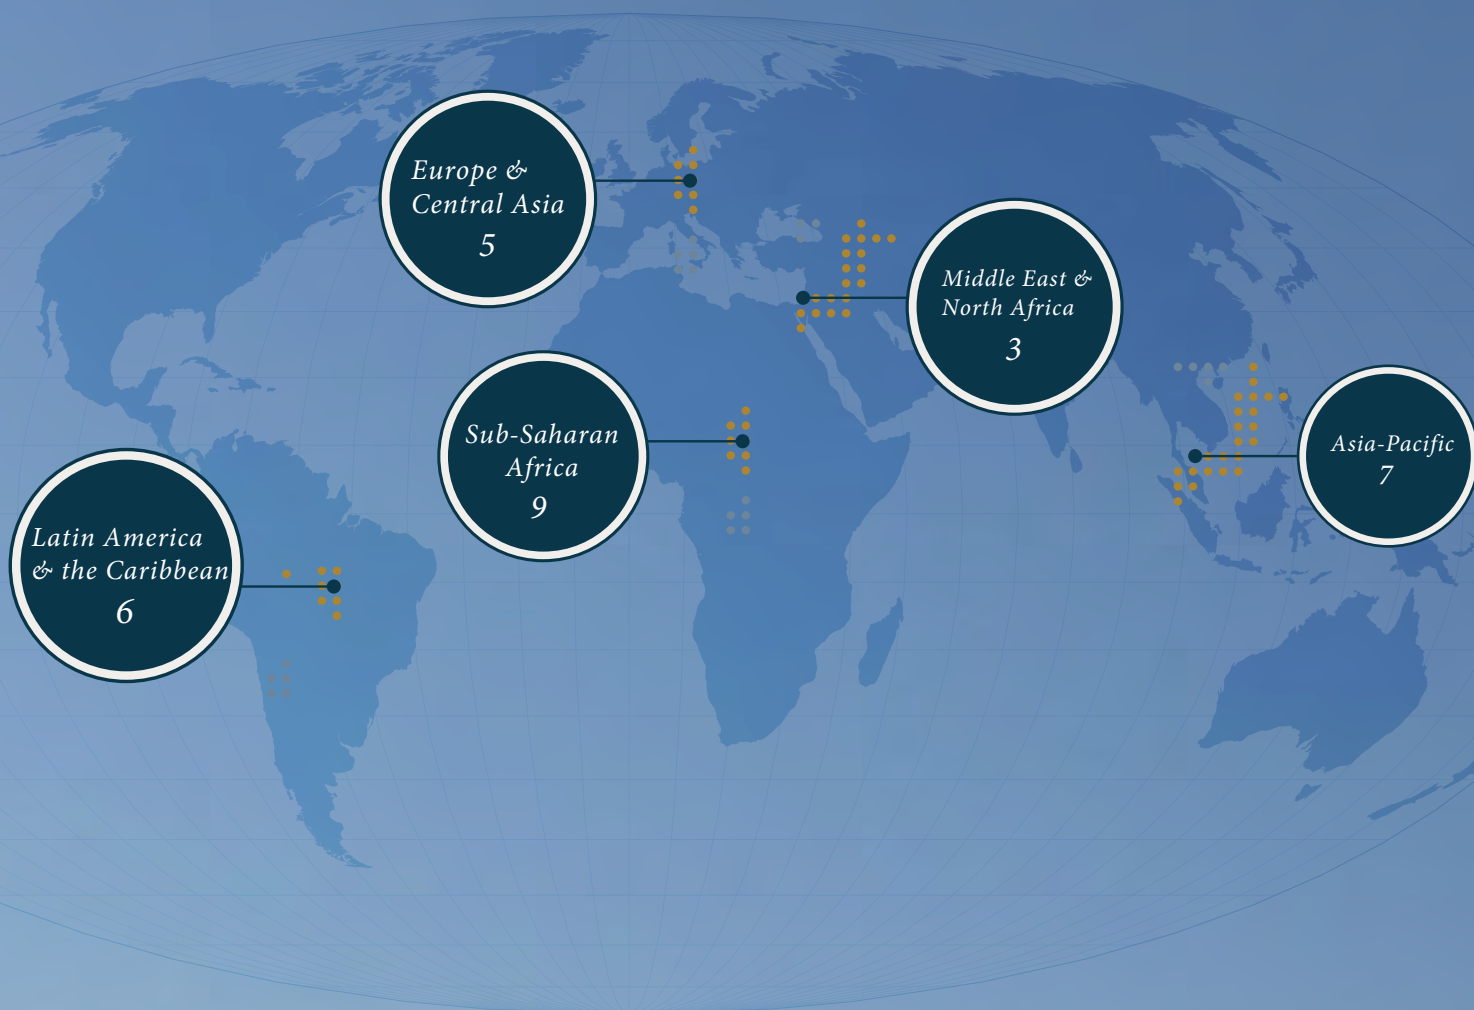 Europe &
Central Asia
5
Middle East &
North Africa
3
Sub-Saharan
Africa
9
Asia-Pacific
7
Latin America
& the Caribbean
6